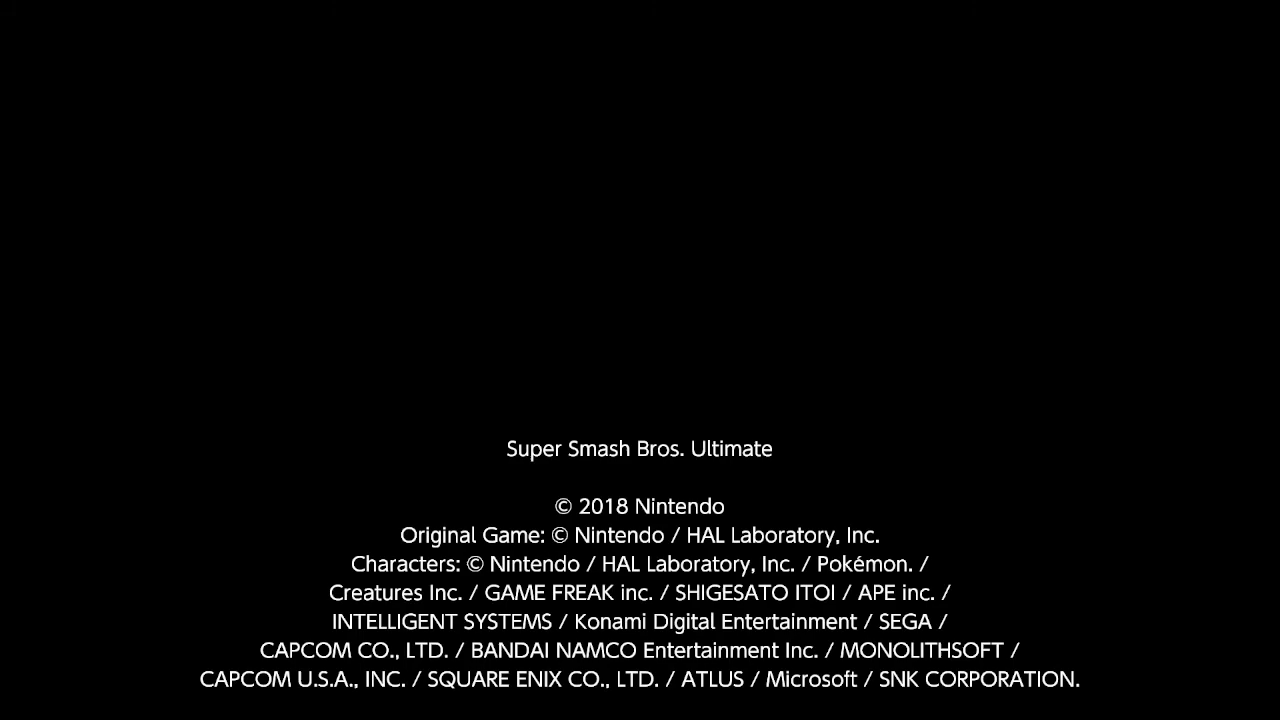 Super Smash Bros. Ultimate
© 2018 Nintendo
Original Game: © Nintendo / HAL Laboratory, Inc.
Characters: © Nintendo / HAL Laboratory, Inc. / Pokémon. /
Creatures Inc. / GAME FREAK inc. / SHIGESATO ITOI / APE inc. /
INTELLIGENT SYSTEMS / Konami Digital Entertainment / SEGA /
CAPCOM CO., LTD. / BANDAI NAMCO Entertainment Inc. / MONOLITHSOFT /
CAPCOM U.S.A., INC. / SQUARE ENIX CO., LTD. / ATLUS / Microsoft / SNK CORPORATION.